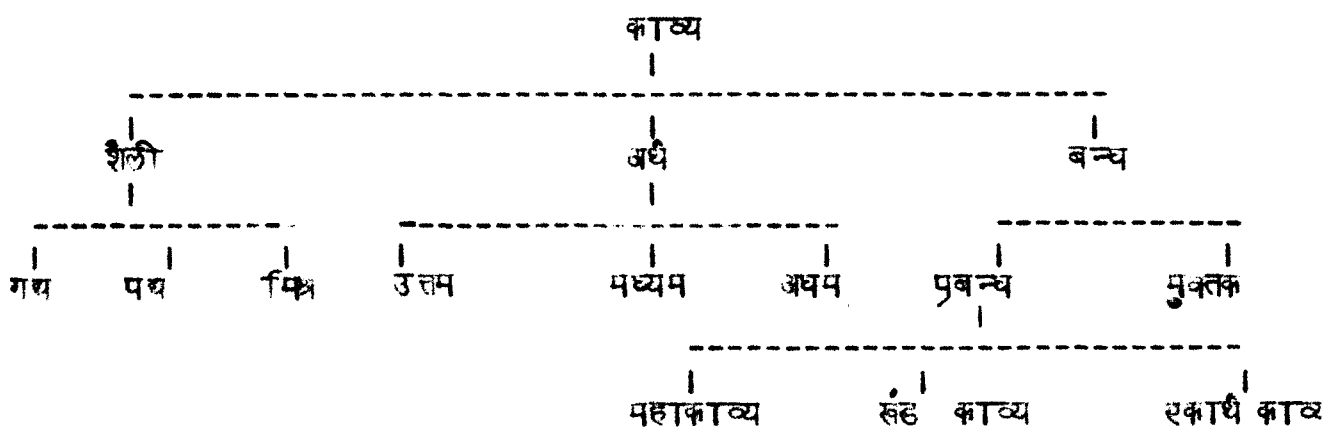 काव्य
शैली अर्थ बन्ध
गद्य पद्य मिश्र उत्तम मध्यम अधम प्रबन्ध मुक्तक
महाकाव्य खंड काव्य एकार्थ काव्य